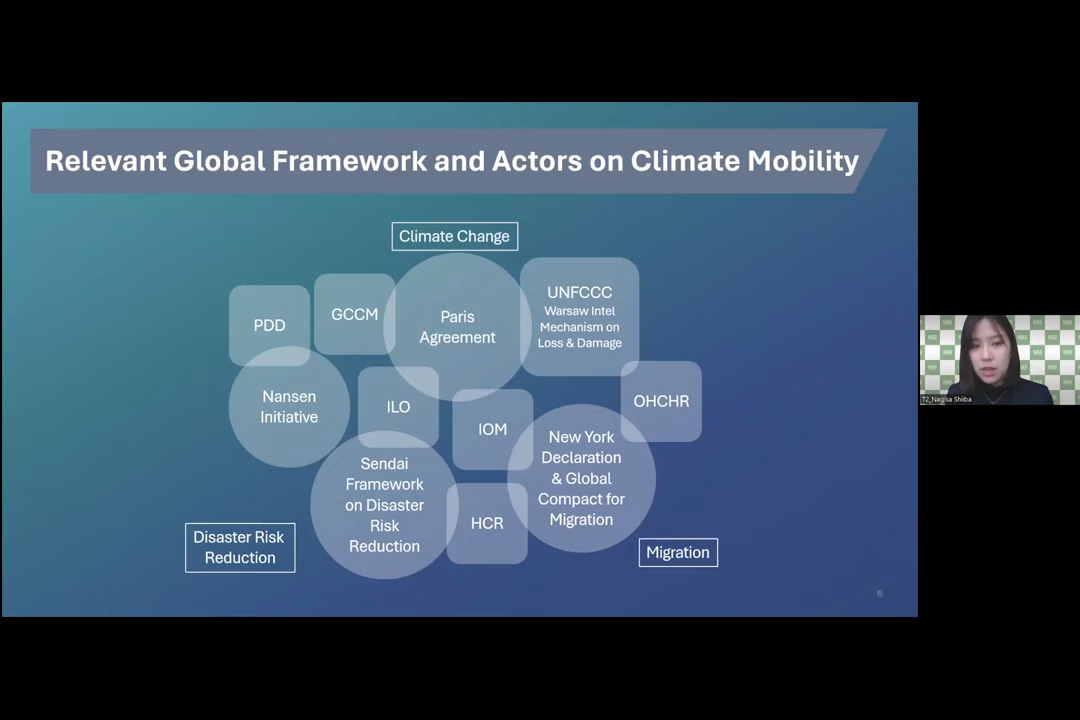 Relevant Global Framework and Actors on Climate Mobility
Climate Change
PDD
GCCM
Paris
Agreement
UNFCCC
Warsaw Intel
Mechanism on
Loss & Damage
Nansen
Initiative
ILO
IOM
OHCHR
New York
Declaration
& Global
Compact for
Migration
Sendai
Framework
on Disaster
Risk
Reduction
HCR
Disaster Risk
Reduction
Migration
6
T2_Nagisa Shiiba